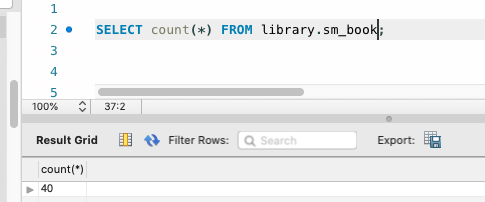 1
2 SELECT count(*) FROM library.sm_book;
3
4
5
100% 37:2
Result Grid Filter Rows: Search Export:
count(*)
40